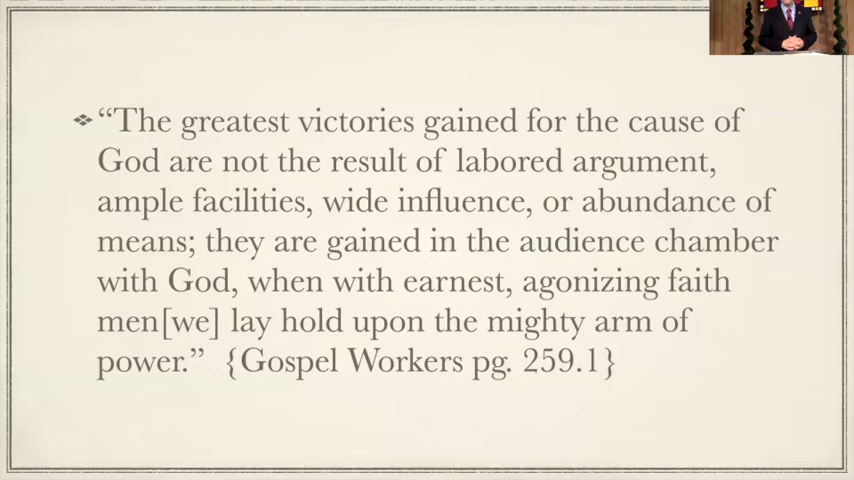 “The greatest victories gained for the cause of
God are not the result of labored argument,
ample facilities, wide influence, or abundance of
means; they are gained in the audience chamber
with God, when with earnest, agonizing faith
men[we] lay hold upon the mighty arm of
power.” {Gospel Workers pg. 259.1}